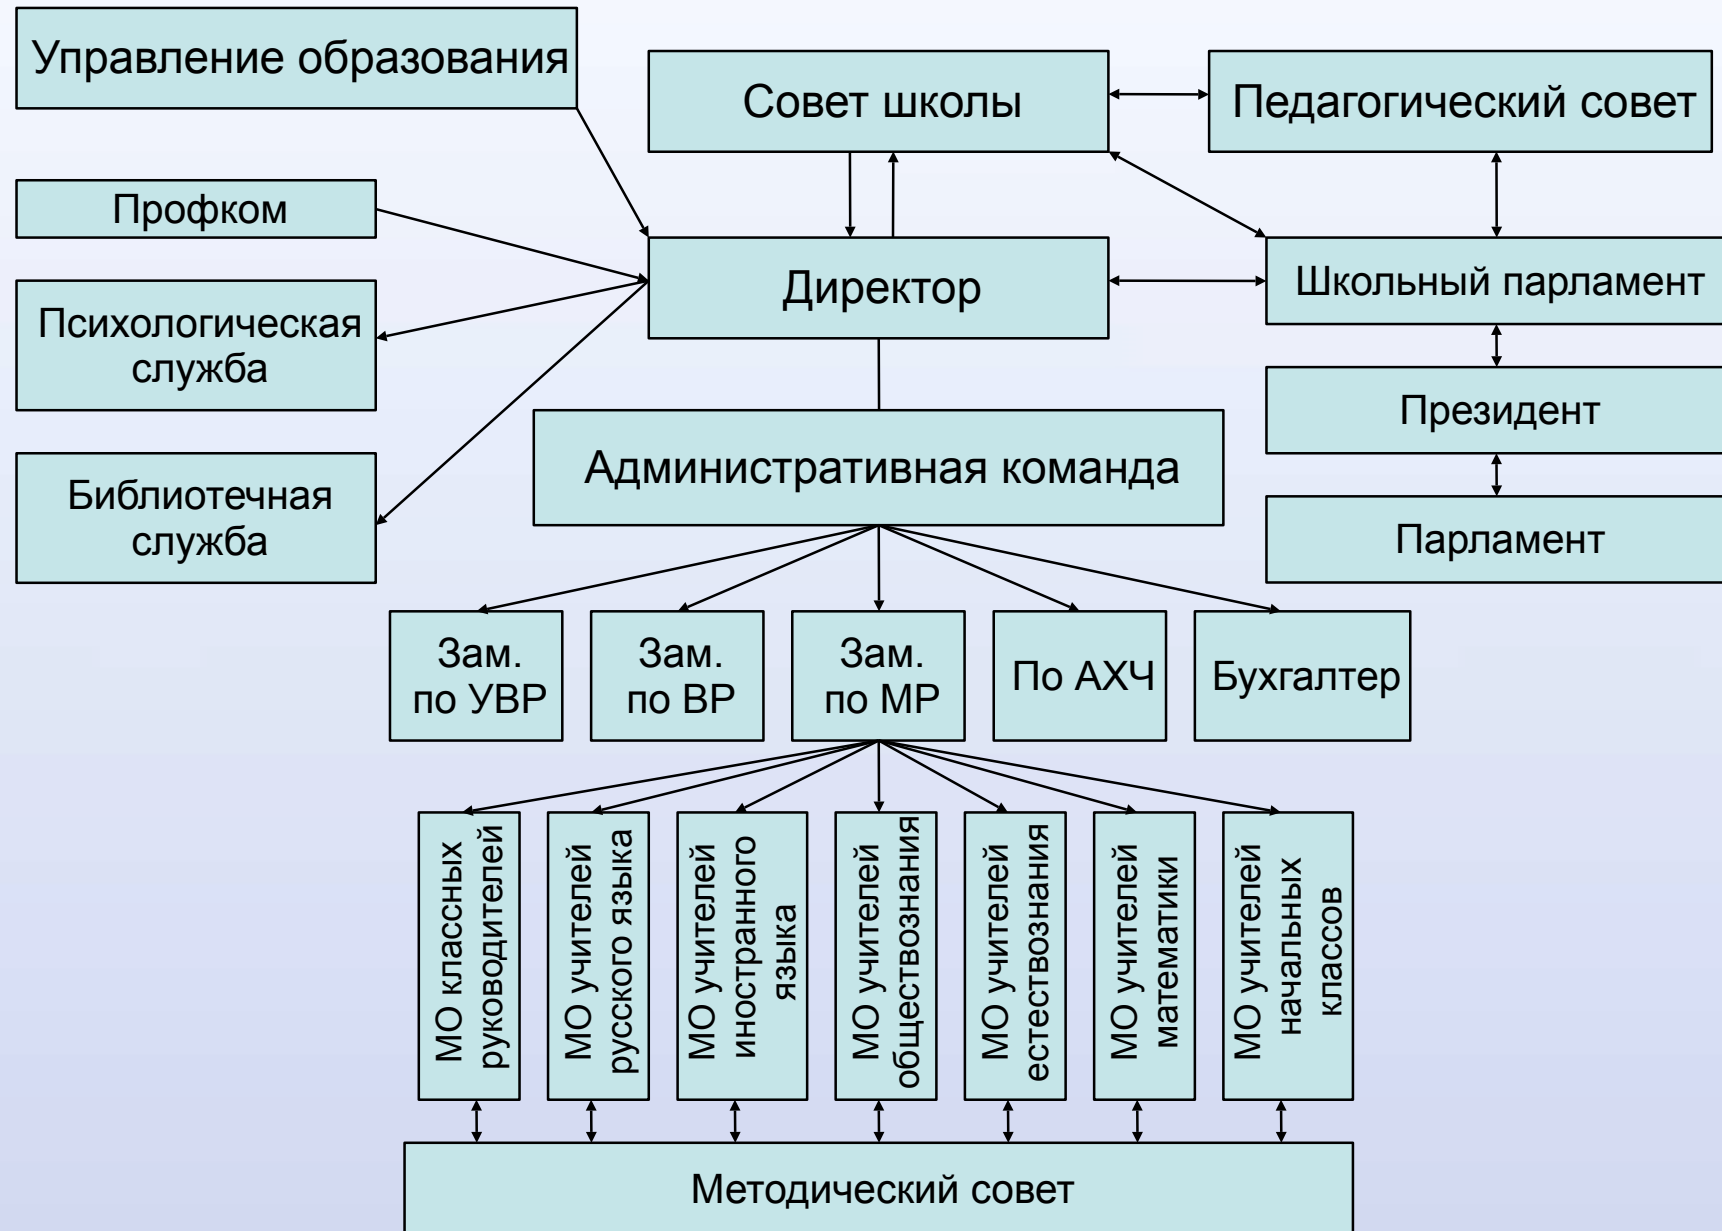 Управление образования
Совет школы
Педагогический совет
Профком
Директор
Школьный парламент
Психологическая
служба
Президент
Административная команда
Библиотечная
служба
Парламент
Зам.
по УВР
Зам.
по ВР
Зам.
по МР
По АХЧ
Бухгалтер
МО классных
руководителей
МО учителей
русского языка
МО учителей
иностранного
языка
МО учителей
обществознания
МО учителей
естествознания
МО учителей
математики
МО учителей
начальных
классов
Методический совет